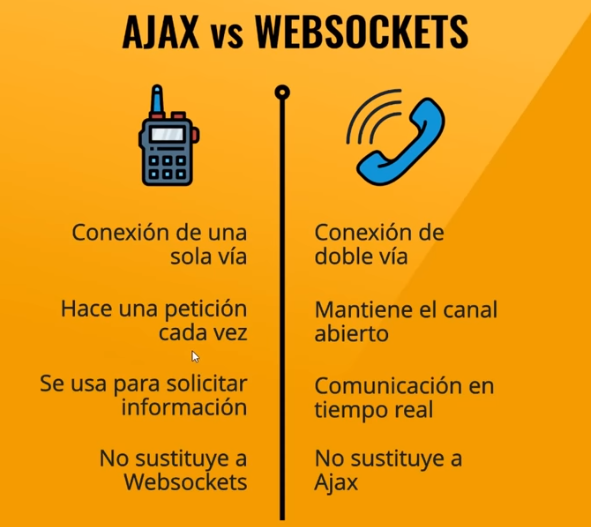 AJAX vs WEBSOCKETS
Conexión de una
sola vía
Hace una petición
cada vez
Se usa para solicitar
información
No sustituye a
Websockets
Conexión de
doble vía
Mantiene el canal
abierto
Comunicación en
tiempo real
No sustituye a
Ajax